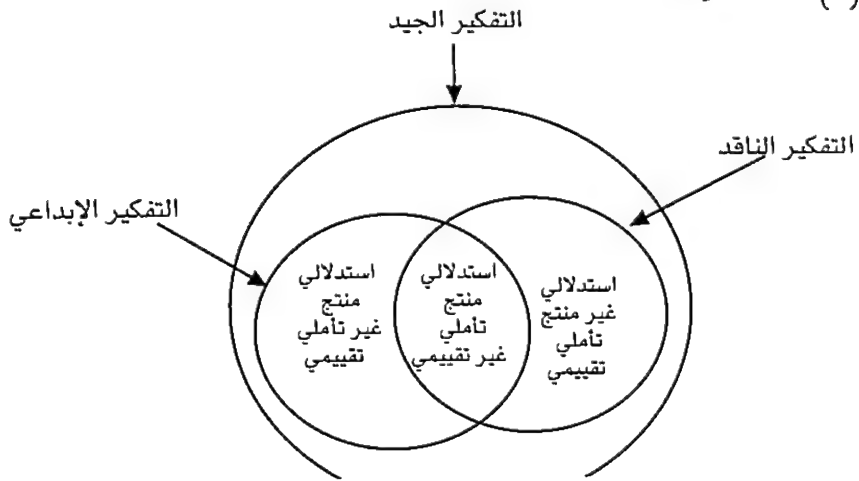 التفكير الجيد
التفكير الناقد
التفكير الإبداعي
استدلالي
غير منتج
تأملي
تقييمي
استدلالي
منتج
تأملي
غير تقييمي
استدلالي
منتج
غير تأملي
تقييمي